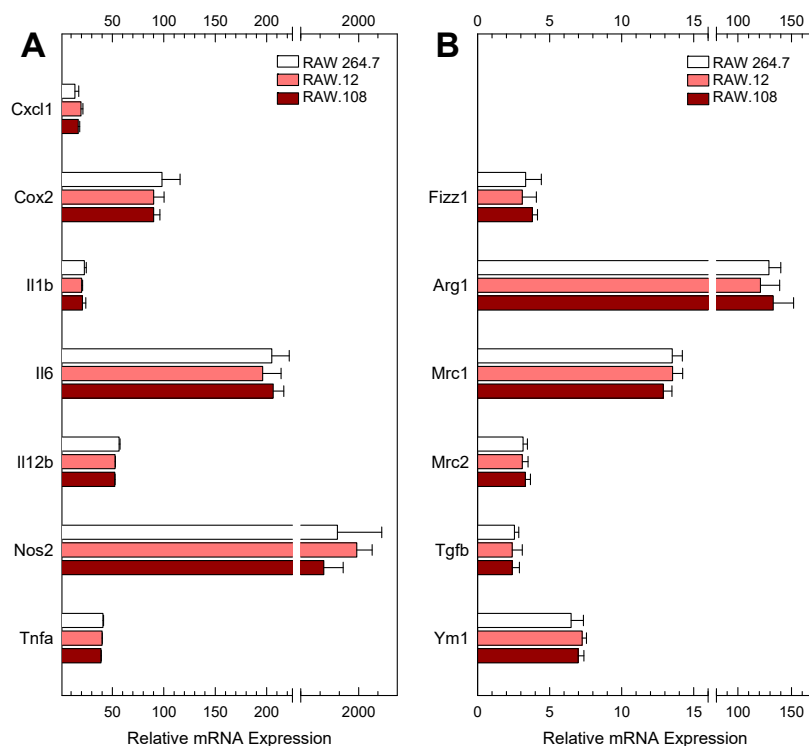 A
50 100 150 200 2000
RAW 264.7
RAW.12
RAW.108
Cxcl1
Cox2
Il1b
Il6
Il12b
Nos2
Tnfa
50 100 150 200 2000
Relative mRNA Expression
B
0 5 10 15 100 120
RAW 264.7
RAW.12
RAW.108
Fizz1
Arg1
Mrc1
Mrc2
Tgfb
Ym1
0 5 10 15 100 130
Relative mRNA Expression